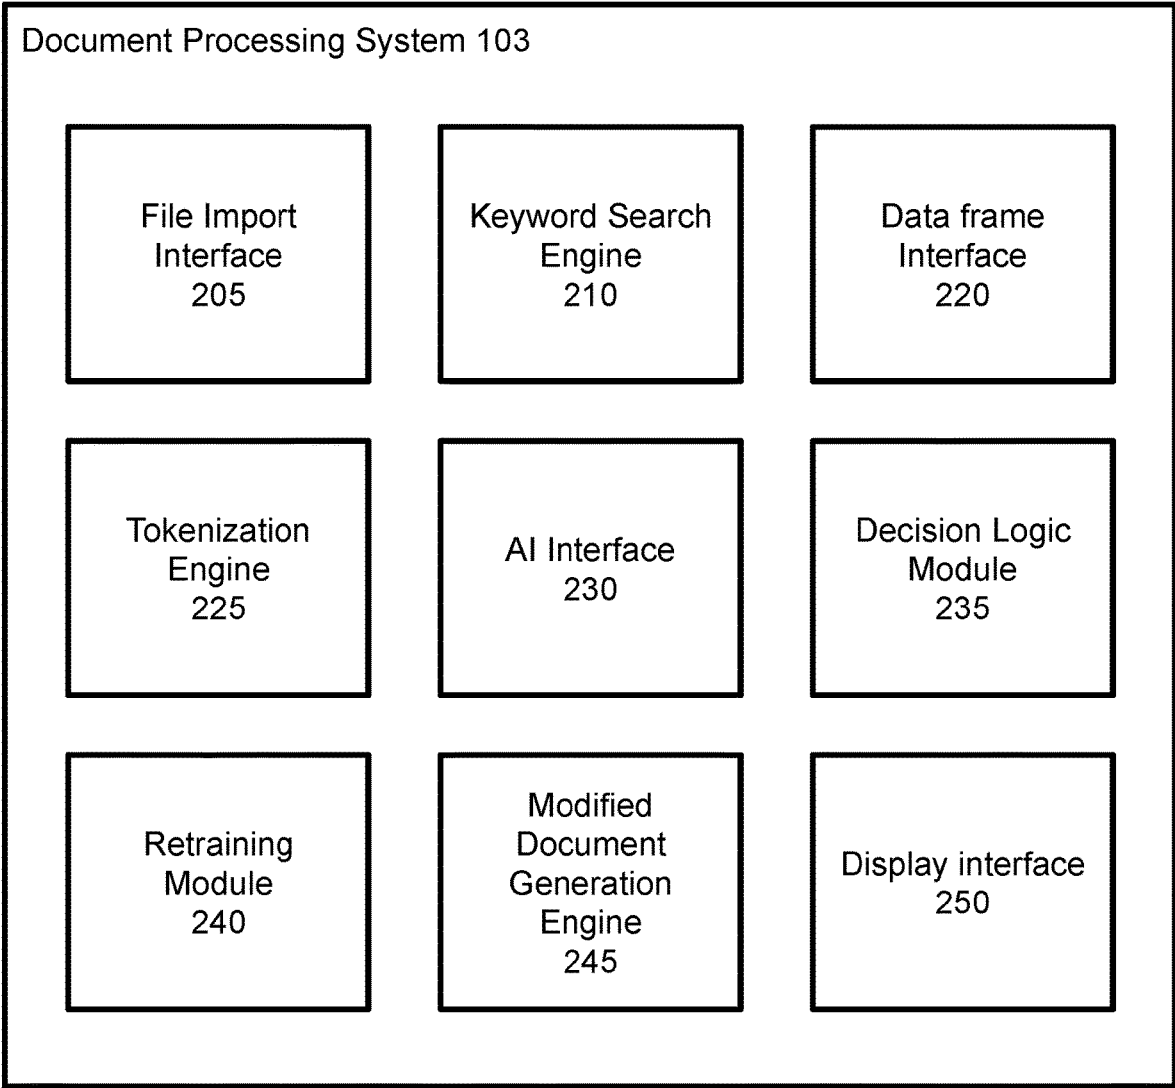 Document Processing System 103
File Import
Interface
205
Keyword Search
Engine
210
Data frame
Interface
220
Tokenization
Engine
225
AI Interface
230
Decision Logic
Module
235
Retraining
Module
240
Modified
Document
Generation
Engine
245
Display interface
250